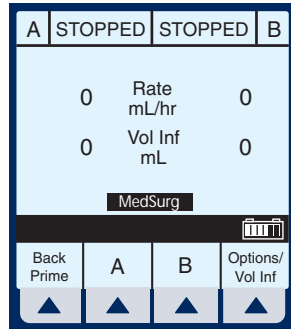 A STOPPED STOPPED B
0 Rate mL/hr 0
0 Vol Inf mL 0
MedSurg
Back Prime A B Options/ Vol Inf